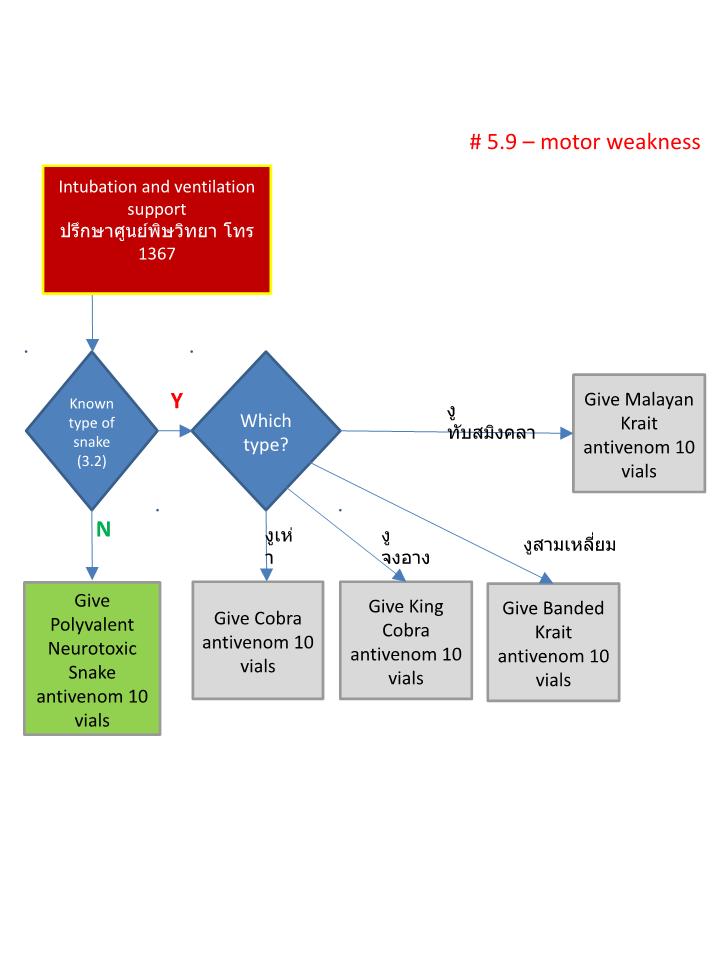 # 5.9 – motor weakness
Intubation and ventilation
support
ปรึกษาศูนย์พิษวิทยา โทร
1367
Known
type of
snake
(3.2)
Y
Which
type?
งู
ทับสมิงคลา
Give Malayan
Krait
antivenom 10
vials
N
งูเห่
า
งู
จงอาง
งูสามเหลี่ยม
Give
Polyvalent
Neurotoxic
Snake
antivenom 10
vials
Give Cobra
antivenom 10
vials
Give King
Cobra
antivenom 10
vials
Give Banded
Krait
antivenom 10
vials